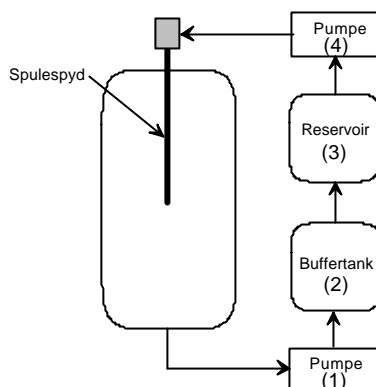 Pumpe
(4)
Spulespyd
Reservoir
(3)
Buffertank
(2)
Pumpe
(1)